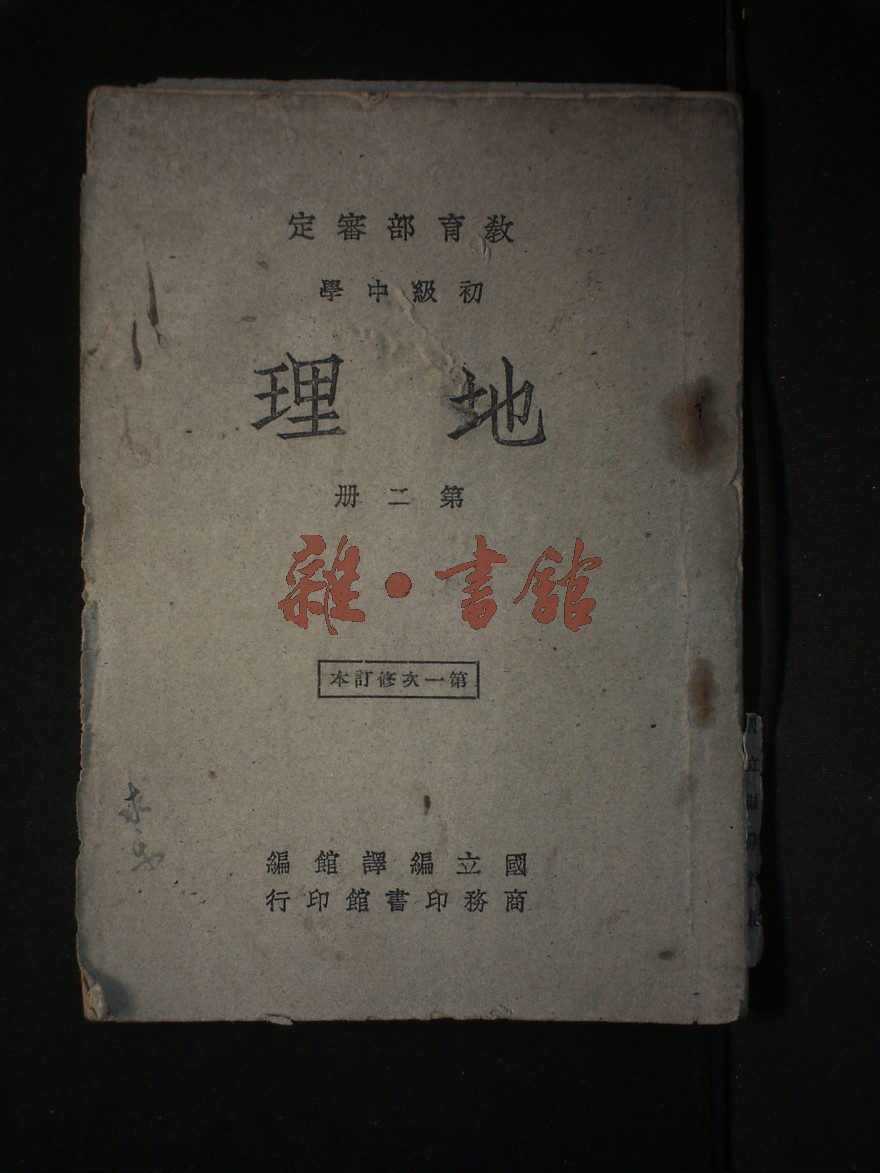 教育部審定
初級中學
地理
第二册
雜·書館
第一次修訂本
國立編譯館編
商務印書館印行